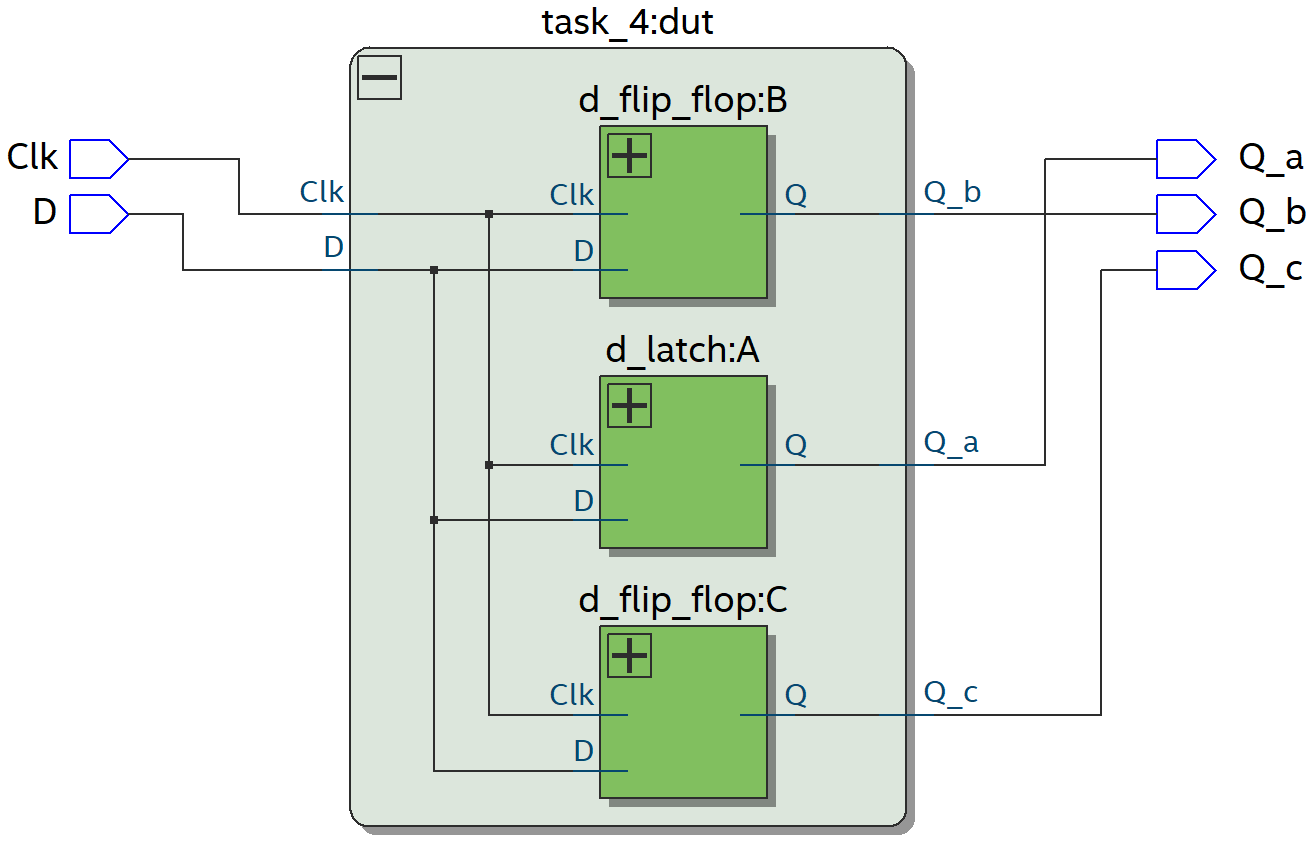 task_4:dut
d_flip_flop:B
Clk
D
Clk
D
Clk
D
Q
Q_b
Q_a
Q_b
Q_c
d_latch:A
Clk
D
Q
Q_a
d_flip_flop:C
Clk
D
Q
Q_c